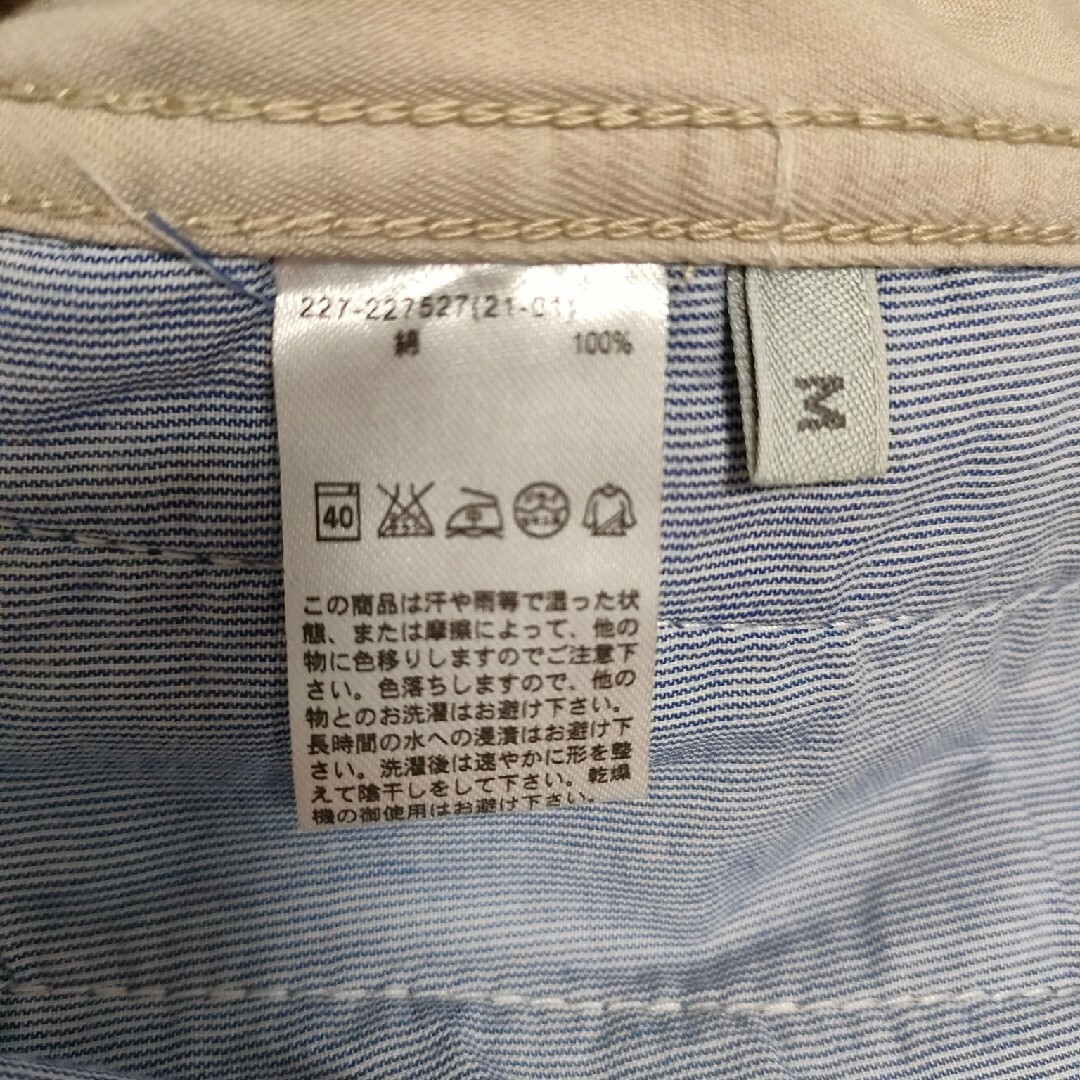 227-227527(21-01)
綿 100%
M
40
この商品は汗や雨等で湿った状
態、または摩擦によって、他の
物に色移りしますのでご注意下
さい。色落ちしますので、他の
物とのお洗濯はお避け下さい。
長時間の水への浸漬はお避け下
さい。洗濯後は速やかに形を整
えて陰干しをして下さい。乾燥
機の御使用はお避け下さい。